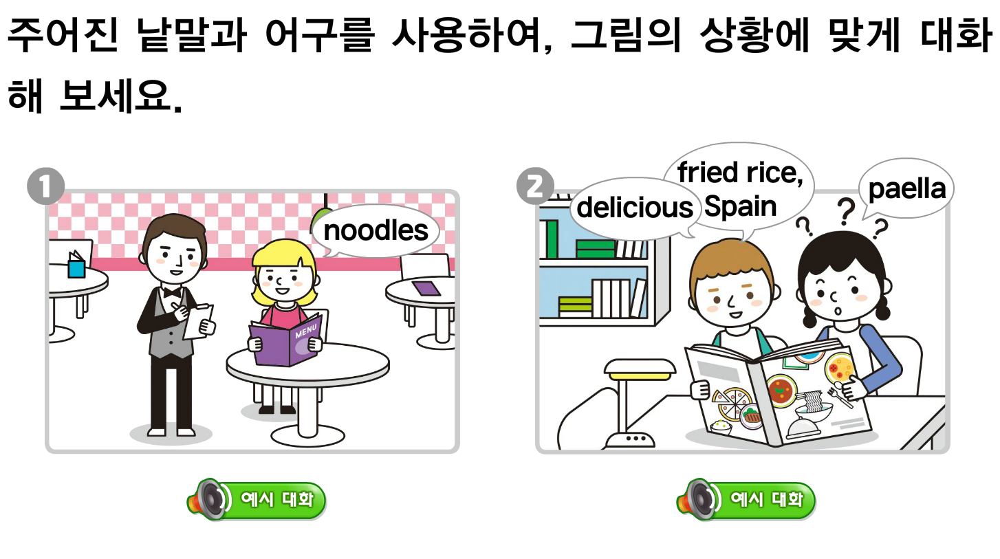 주어진 낱말과 어구를 사용하여, 그림의 상황에 맞게 대화
해 보세요.
1
noodles
MENU
예시 대화
2
delicious
fried rice,
Spain
paella
예시 대화